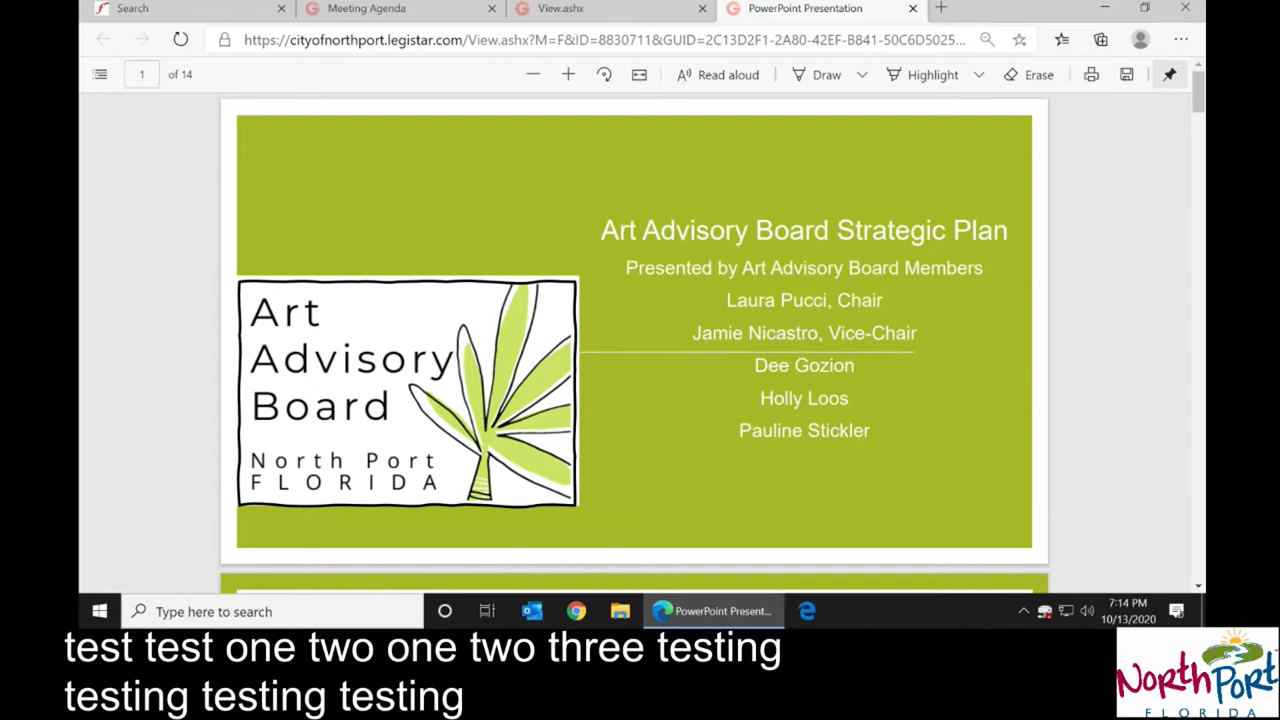 Search
Meeting Agenda
View.ashx
PowerPoint Presentation
https://cityofnorthport.legistar.com/View.ashx?M=F&ID=8830711&GUID=2C13D2F1-2A80-42EF-B841-50C6D5025...
1 of 14
Read aloud
Draw
Highlight
Erase
Art Advisory Board Strategic Plan
Presented by Art Advisory Board Members
Laura Pucci, Chair
Jamie Nicastro, Vice-Chair
Dee Gozion
Holly Loos
Pauline Stickler
Art
Advisory
Board
North Port
FLORIDA
Type here to search
PowerPoint Present...
7:14 PM
10/13/2020
test test one two one two three testing
testing testing testing
North Port
FLORIDA